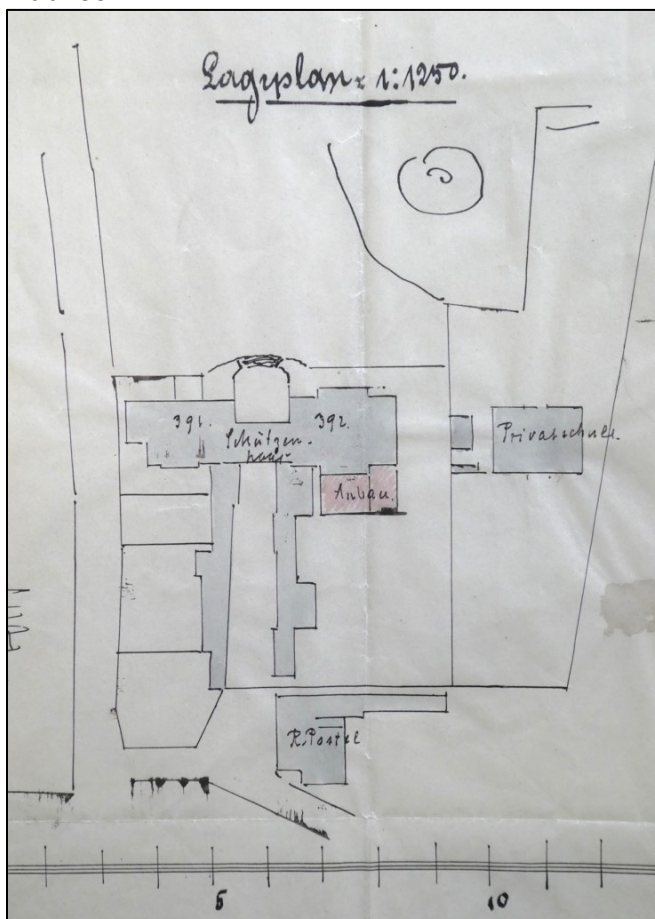 Lageplan 1:1250.
391.
392.
Schützen-
haus
Privatschule.
Anbau.
R. Postel
5
10